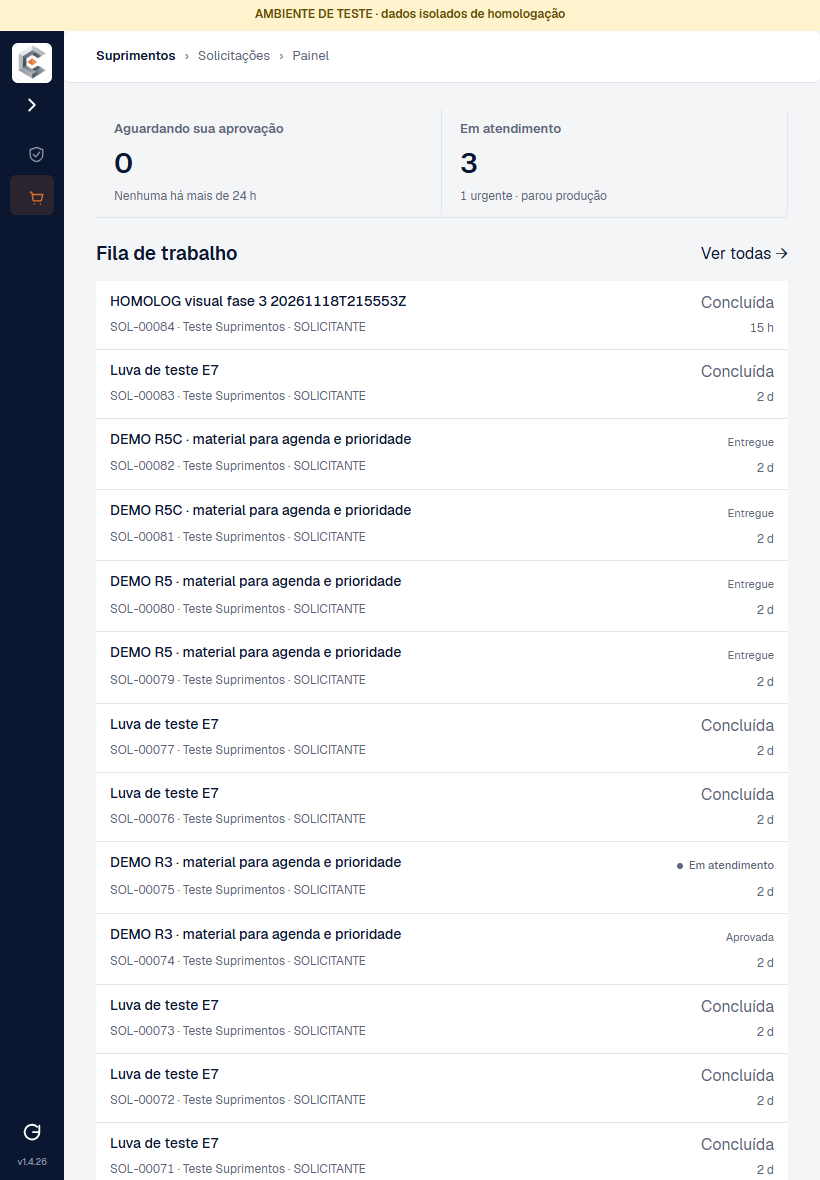 AMBIENTE DE TESTE · dados isolados de homologação
Suprimentos › Solicitações › Painel
Aguardando sua aprovação
0
Nenhuma há mais de 24 h
Em atendimento
3
1 urgente · parou produção
Fila de trabalho
Ver todas →
HOMOLOG visual fase 3 20261118T215553Z
Concluída
SOL-00084 · Teste Suprimentos · SOLICITANTE
15 h
Luva de teste E7
Concluída
SOL-00083 · Teste Suprimentos · SOLICITANTE
2 d
DEMO R5C · material para agenda e prioridade
Entregue
SOL-00082 · Teste Suprimentos · SOLICITANTE
2 d
DEMO R5C · material para agenda e prioridade
Entregue
SOL-00081 · Teste Suprimentos · SOLICITANTE
2 d
DEMO R5 · material para agenda e prioridade
Entregue
SOL-00080 · Teste Suprimentos · SOLICITANTE
2 d
DEMO R5 · material para agenda e prioridade
Entregue
SOL-00079 · Teste Suprimentos · SOLICITANTE
2 d
Luva de teste E7
Concluída
SOL-00077 · Teste Suprimentos · SOLICITANTE
2 d
Luva de teste E7
Concluída
SOL-00076 · Teste Suprimentos · SOLICITANTE
2 d
DEMO R3 · material para agenda e prioridade
● Em atendimento
SOL-00075 · Teste Suprimentos · SOLICITANTE
2 d
DEMO R3 · material para agenda e prioridade
Aprovada
SOL-00074 · Teste Suprimentos · SOLICITANTE
2 d
Luva de teste E7
Concluída
SOL-00073 · Teste Suprimentos · SOLICITANTE
2 d
Luva de teste E7
Concluída
SOL-00072 · Teste Suprimentos · SOLICITANTE
2 d
Luva de teste E7
Concluída
SOL-00071 · Teste Suprimentos · SOLICITANTE
2 d
v1.4.26